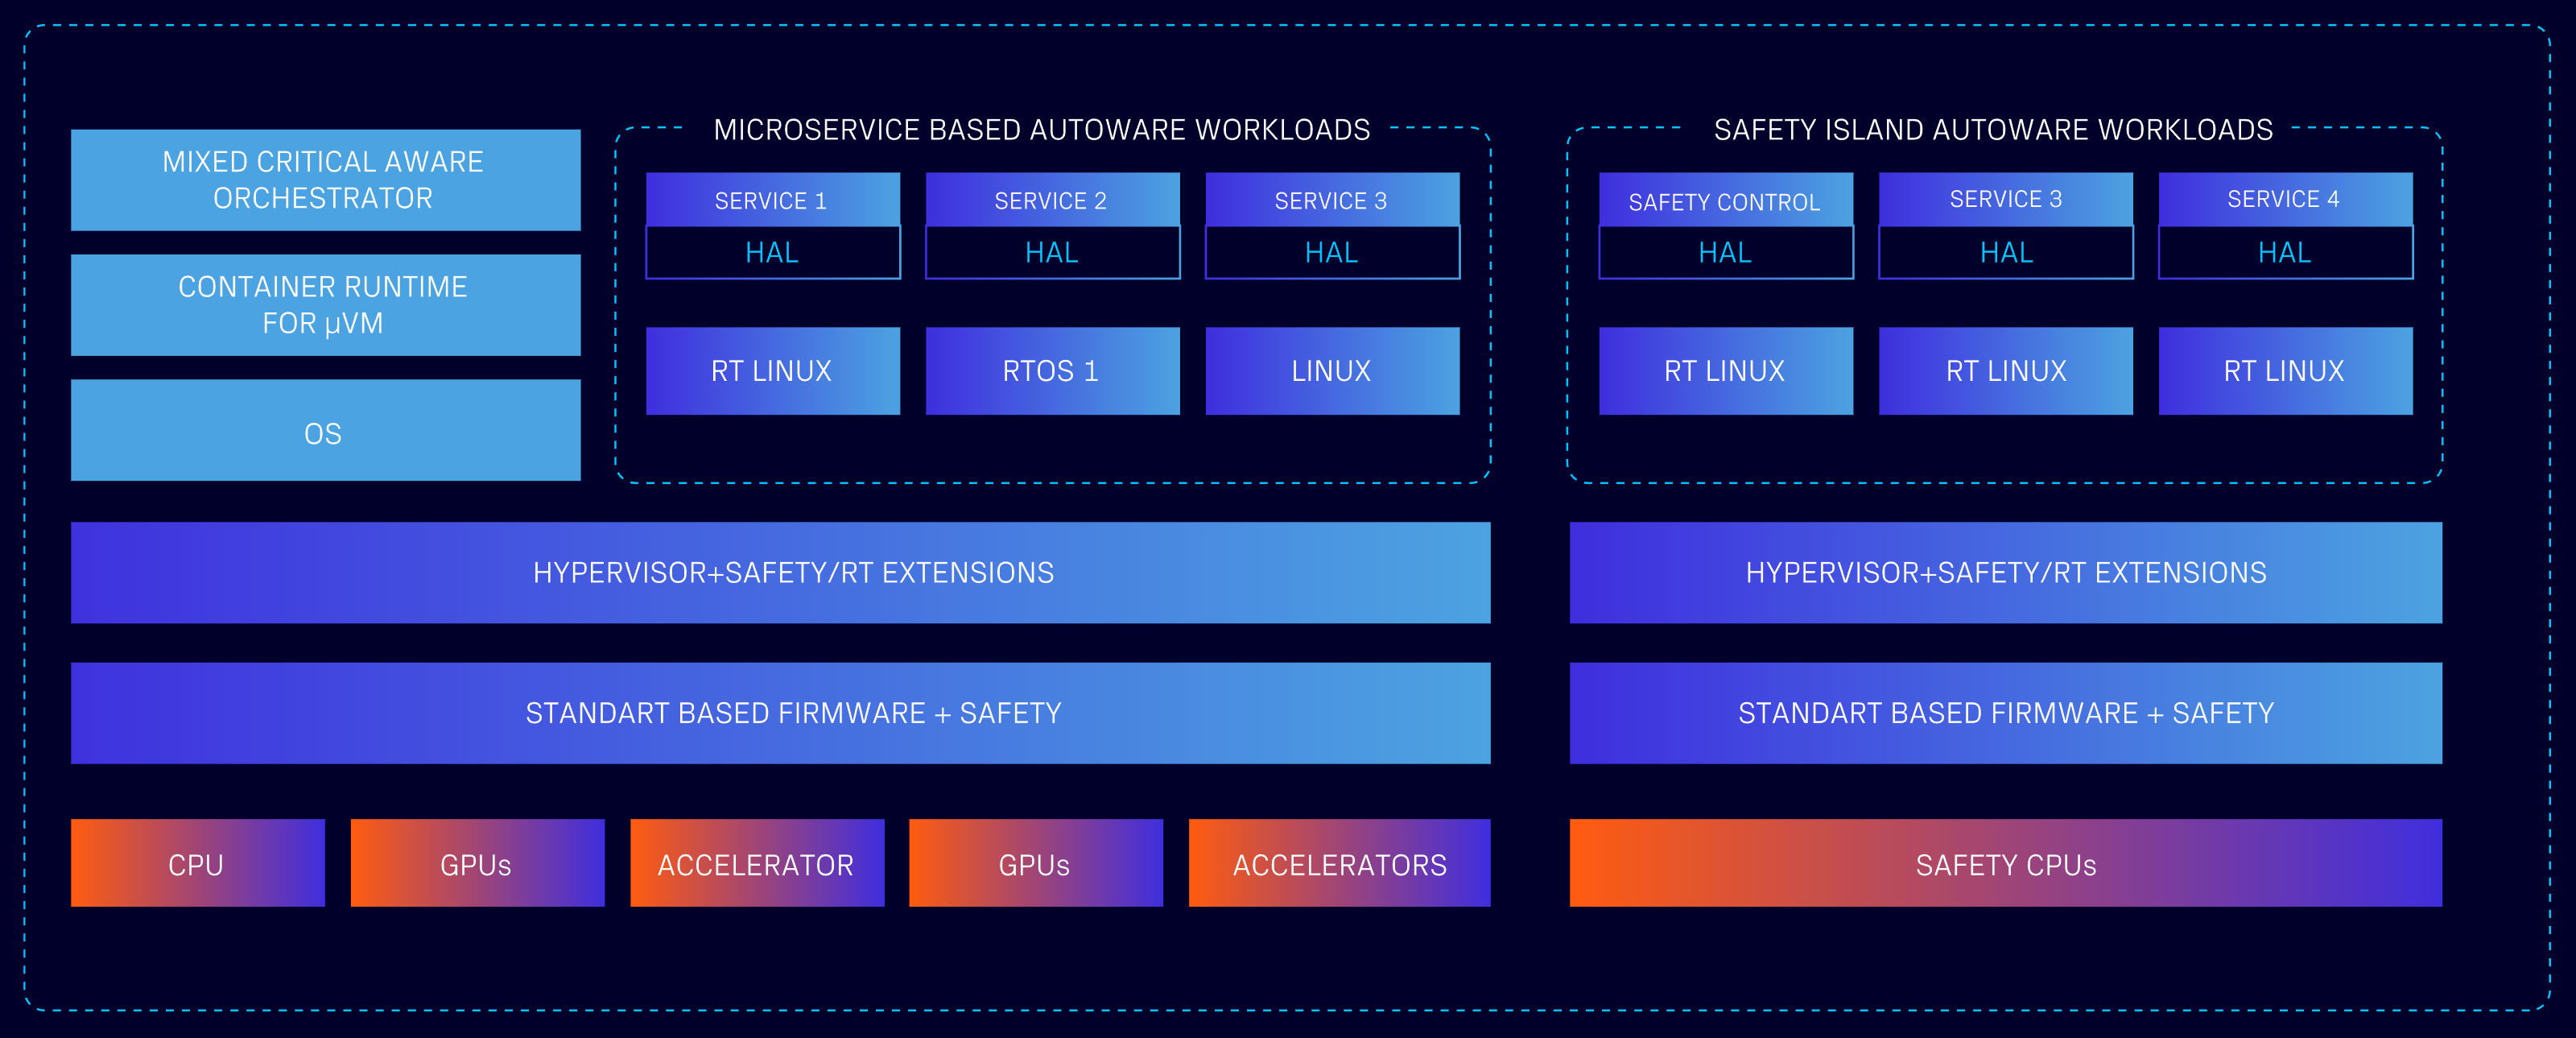 MIXED CRITICAL AWARE
ORCHESTRATOR
CONTAINER RUNTIME
FOR µVM
OS
MICROSERVICE BASED AUTOWARE WORKLOADS
SERVICE 1
SERVICE 2
SERVICE 3
HAL
HAL
HAL
RT LINUX
RTOS 1
LINUX
SAFETY ISLAND AUTOWARE WORKLOADS
SAFETY CONTROL
SERVICE 3
SERVICE 4
HAL
HAL
HAL
RT LINUX
RT LINUX
RT LINUX
HYPERVISOR+SAFETY/RT EXTENSIONS
HYPERVISOR+SAFETY/RT EXTENSIONS
STANDART BASED FIRMWARE + SAFETY
STANDART BASED FIRMWARE + SAFETY
CPU
GPUs
ACCELERATOR
GPUs
ACCELERATORS
SAFETY CPUs